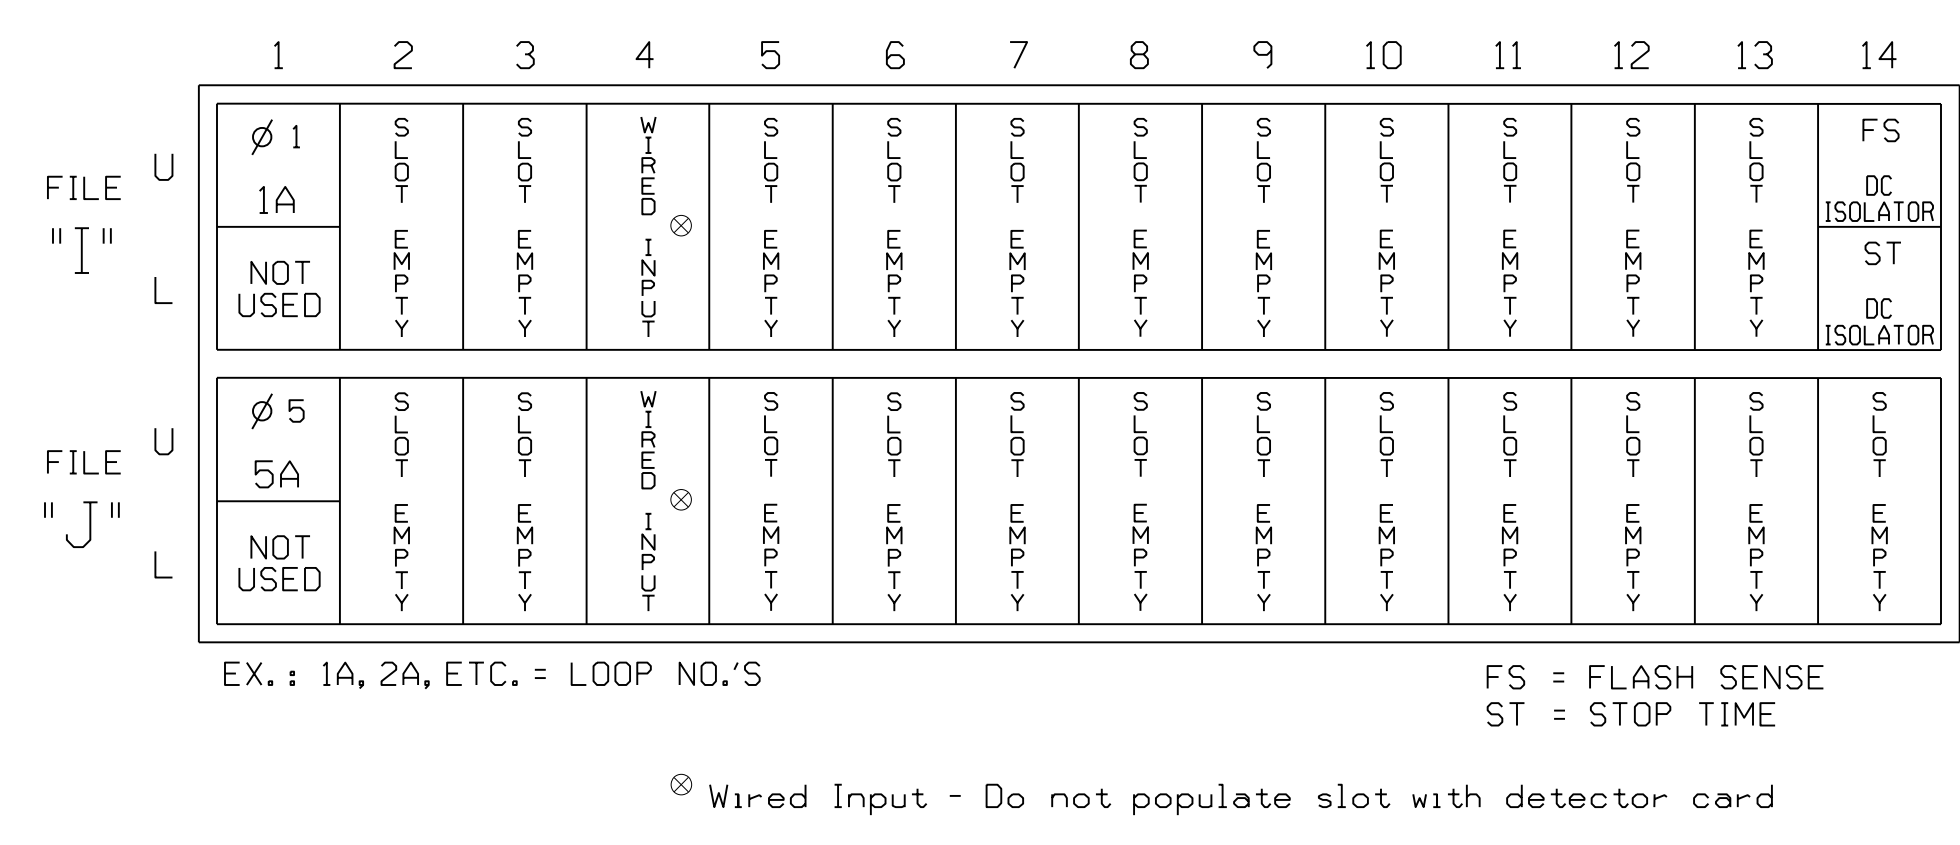 1 2 3 4 5 6 7 8 9 10 11 12 13 14
FILE "I"
U
L
Ø 1
1A
NOT USED
SLOT EMPTY
SLOT EMPTY
WIRED INPUT ⊗
SLOT EMPTY
SLOT EMPTY
SLOT EMPTY
SLOT EMPTY
SLOT EMPTY
SLOT EMPTY
SLOT EMPTY
SLOT EMPTY
SLOT EMPTY
FS
DC
ISOLATOR
ST
DC
ISOLATOR
FILE "J"
U
L
Ø 5
5A
NOT USED
SLOT EMPTY
SLOT EMPTY
WIRED INPUT ⊗
SLOT EMPTY
SLOT EMPTY
SLOT EMPTY
SLOT EMPTY
SLOT EMPTY
SLOT EMPTY
SLOT EMPTY
SLOT EMPTY
SLOT EMPTY
SLOT EMPTY
EX.: 1A, 2A, ETC. = LOOP NO.'S
FS = FLASH SENSE
ST = STOP TIME
⊗ Wired Input - Do not populate slot with detector card